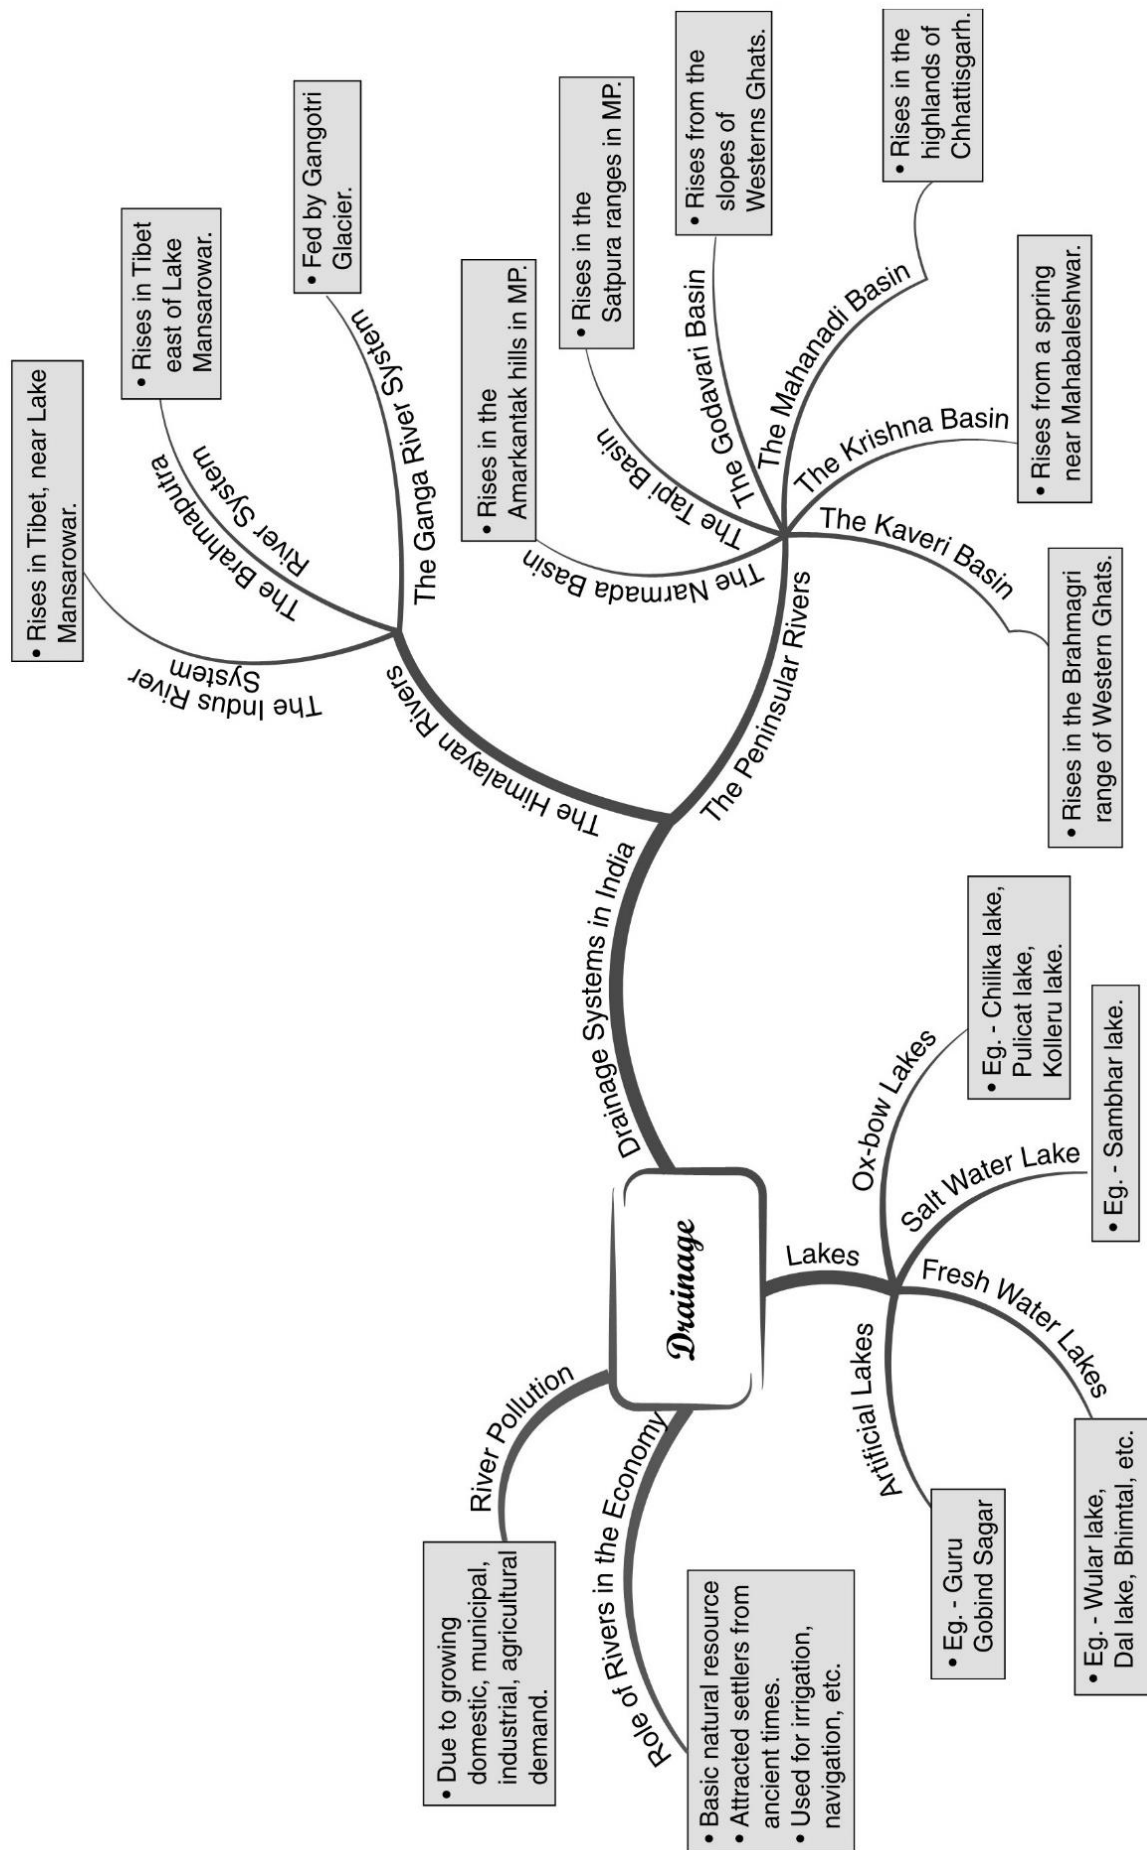 Drainage
River Pollution
• Due to growing
domestic, municipal,
industrial, agricultural
demand.
Role of Rivers in the Economy
• Basic natural resource
• Attracted settlers from
ancient times.
• Used for irrigation,
navigation, etc.
Lakes
Artificial Lakes
• Eg. - Guru
Gobind Sagar
Fresh Water Lakes
• Eg. - Wular lake,
Dal lake, Bhimtal, etc.
Salt Water Lake
• Eg. - Sambhar lake.
Ox-bow Lakes
• Eg. - Chilika lake,
Pulicat lake,
Kolleru lake.
Drainage Systems in India
The Himalayan Rivers
The Indus River
System
• Rises in Tibet, near Lake
Mansarowar.
The Brahmaputra
River System
• Rises in Tibet
east of Lake
Mansarowar.
The Ganga River System
• Fed by Gangotri
Glacier.
The Peninsular Rivers
The Narmada Basin
• Rises in the
Amarkantak hills in MP.
The Tapi Basin
• Rises in the
Satpura ranges in MP.
The Godavari Basin
• Rises from the
slopes of
Westerns Ghats.
The Mahanadi Basin
• Rises in the
highlands of
Chhattisgarh.
The Krishna Basin
• Rises from a spring
near Mahabaleshwar.
The Kaveri Basin
• Rises in the Brahmagri
range of Western Ghats.